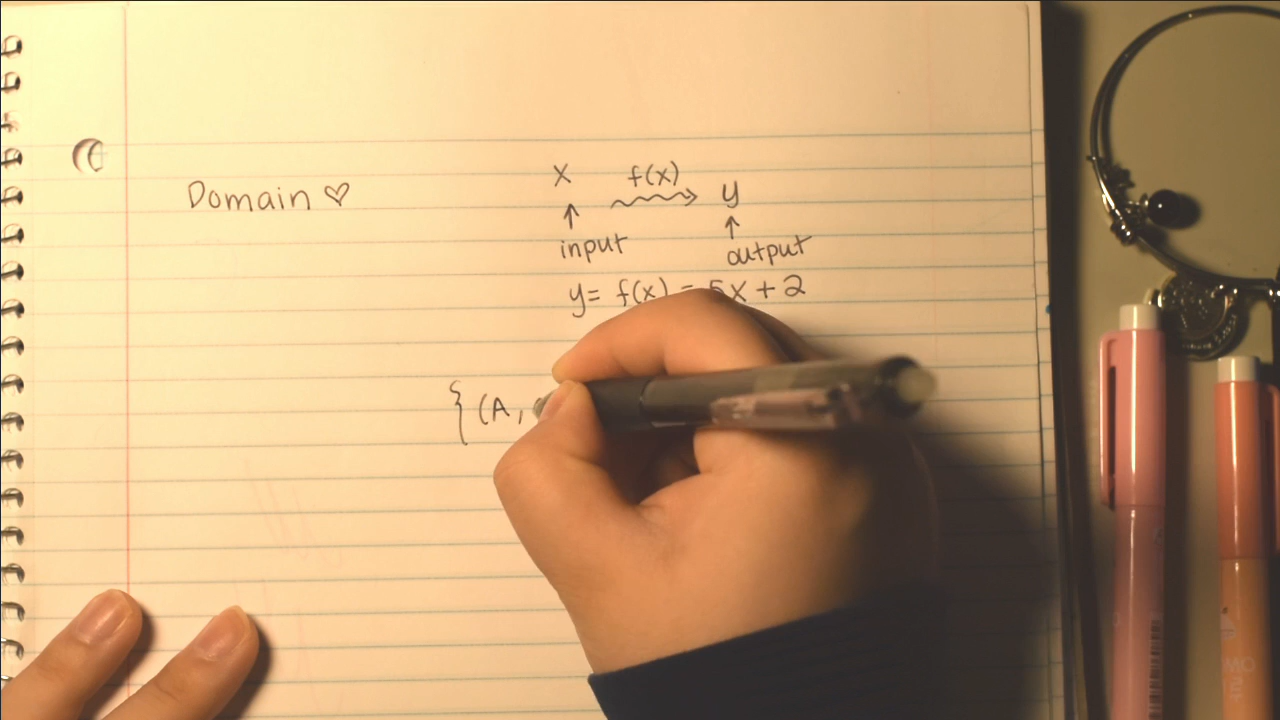 Domain ♡
x f(x) y
↑ ↑
input output
y = f(x) = 5x + 2
{ (A,